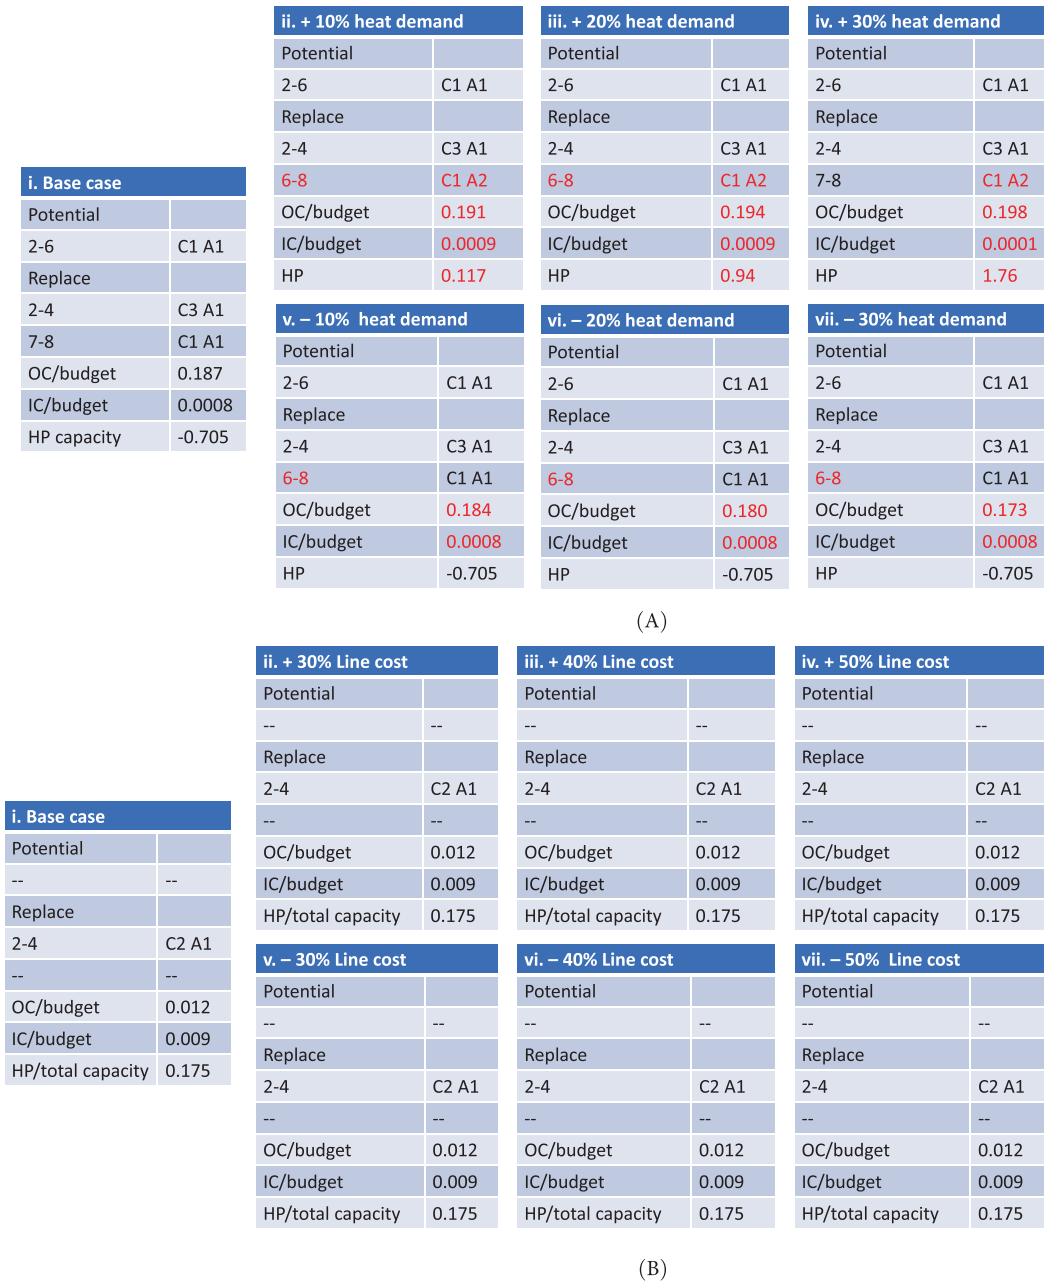 i. Base case
Potential
2-6 C1 A1
Replace
2-4 C3 A1
7-8 C1 A1
OC/budget 0.187
IC/budget 0.0008
HP capacity -0.705
ii. + 10% heat demand
Potential
2-6 C1 A1
Replace
2-4 C3 A1
6-8 C1 A2
OC/budget 0.191
IC/budget 0.0009
HP 0.117
iii. + 20% heat demand
Potential
2-6 C1 A1
Replace
2-4 C3 A1
6-8 C1 A2
OC/budget 0.194
IC/budget 0.0009
HP 0.94
iv. + 30% heat demand
Potential
2-6 C1 A1
Replace
2-4 C3 A1
7-8 C1 A2
OC/budget 0.198
IC/budget 0.0001
HP 1.76
v. – 10% heat demand
Potential
2-6 C1 A1
Replace
2-4 C3 A1
6-8 C1 A1
OC/budget 0.184
IC/budget 0.0008
HP -0.705
vi. – 20% heat demand
Potential
2-6 C1 A1
Replace
2-4 C3 A1
6-8 C1 A1
OC/budget 0.180
IC/budget 0.0008
HP -0.705
vii. – 30% heat demand
Potential
2-6 C1 A1
Replace
2-4 C3 A1
6-8 C1 A1
OC/budget 0.173
IC/budget 0.0008
HP -0.705
(A)
i. Base case
Potential
-- --
Replace
2-4 C2 A1
-- --
OC/budget 0.012
IC/budget 0.009
HP/total capacity 0.175
ii. + 30% Line cost
Potential
-- --
Replace
2-4 C2 A1
-- --
OC/budget 0.012
IC/budget 0.009
HP/total capacity 0.175
iii. + 40% Line cost
Potential
-- --
Replace
2-4 C2 A1
-- --
OC/budget 0.012
IC/budget 0.009
HP/total capacity 0.175
iv. + 50% Line cost
Potential
-- --
Replace
2-4 C2 A1
-- --
OC/budget 0.012
IC/budget 0.009
HP/total capacity 0.175
v. – 30% Line cost
Potential
-- --
Replace
2-4 C2 A1
-- --
OC/budget 0.012
IC/budget 0.009
HP/total capacity 0.175
vi. – 40% Line cost
Potential
-- --
Replace
2-4 C2 A1
-- --
OC/budget 0.012
IC/budget 0.009
HP/total capacity 0.175
vii. – 50% Line cost
Potential
-- --
Replace
2-4 C2 A1
-- --
OC/budget 0.012
IC/budget 0.009
HP/total capacity 0.175
(B)